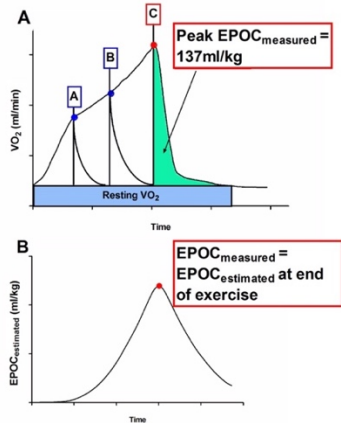 A
C
Peak EPOCmeasured =
137ml/kg
B
A
VO2 (ml/min)
Resting VO2
Time
B
EPOCmeasured =
EPOCestimated at end
of exercise
EPOCestimated (ml/kg)
Time